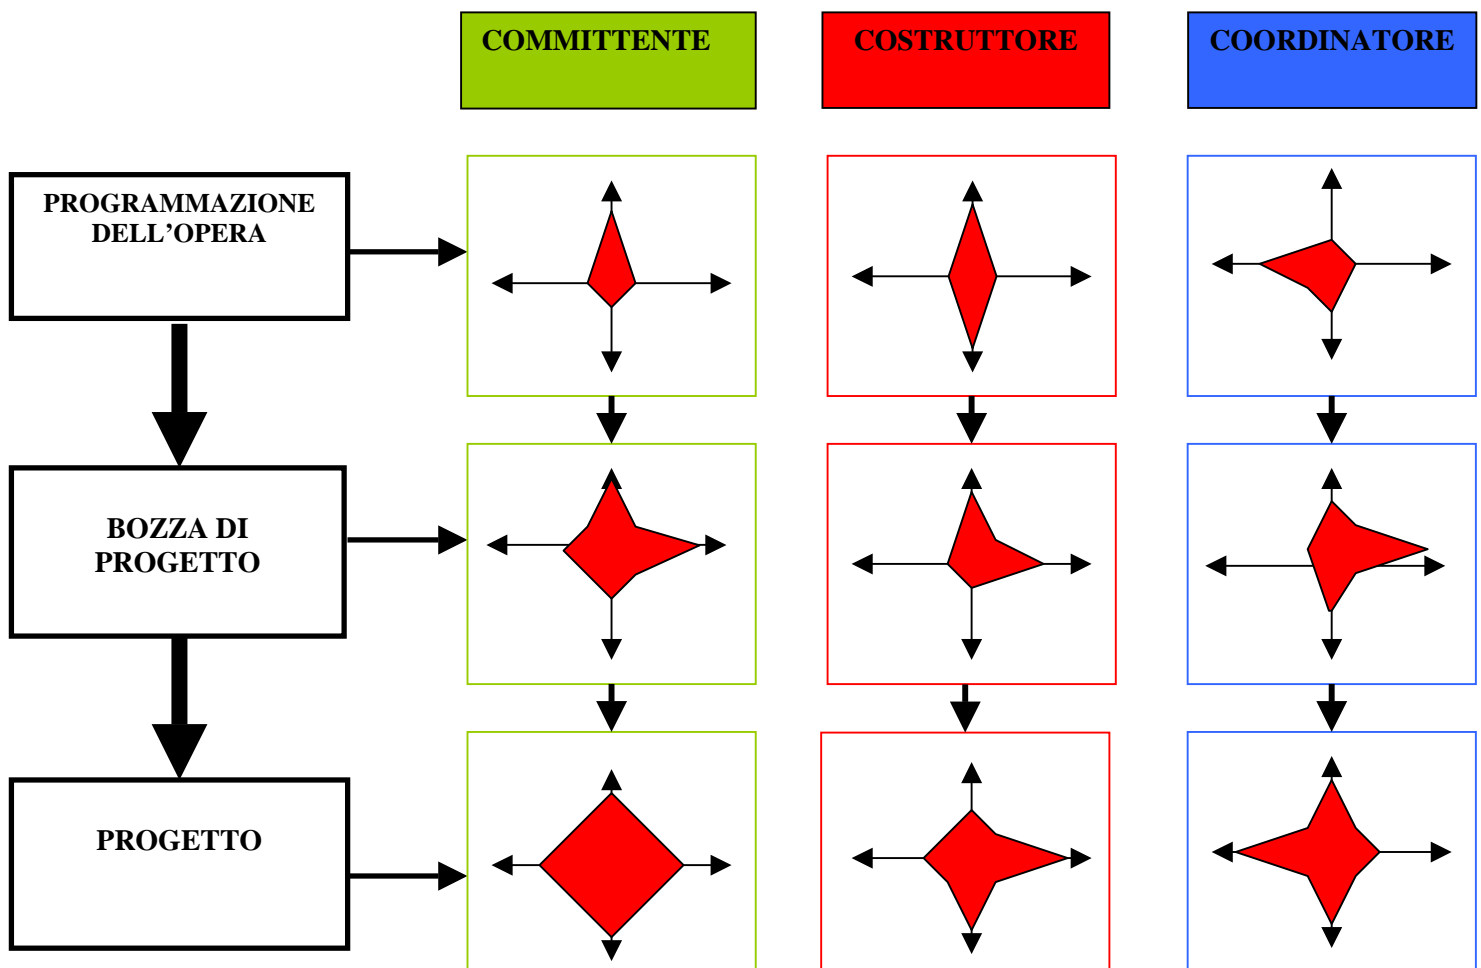 COMMITTENTE
COSTRUTTORE
COORDINATORE
PROGRAMMAZIONE
DELL’OPERA
BOZZA DI
PROGETTO
PROGETTO